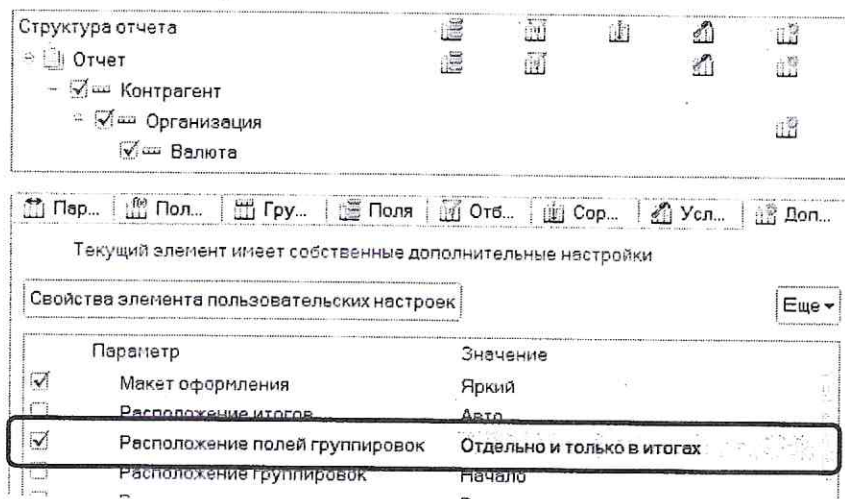 Структура отчета
Отчет
Контрагент
Организация
Валюта
Пар... Пол... Гру... Поля Отб... Сор... Усл... Доп...
Текущий элемент имеет собственные дополнительные настройки
Свойства элемента пользовательских настроек Еще
Параметр Значение
Макет оформления Яркий
Расположение итогов Авто
Расположение полей группировок Отдельно и только в итогах
Расположение группировок Начало